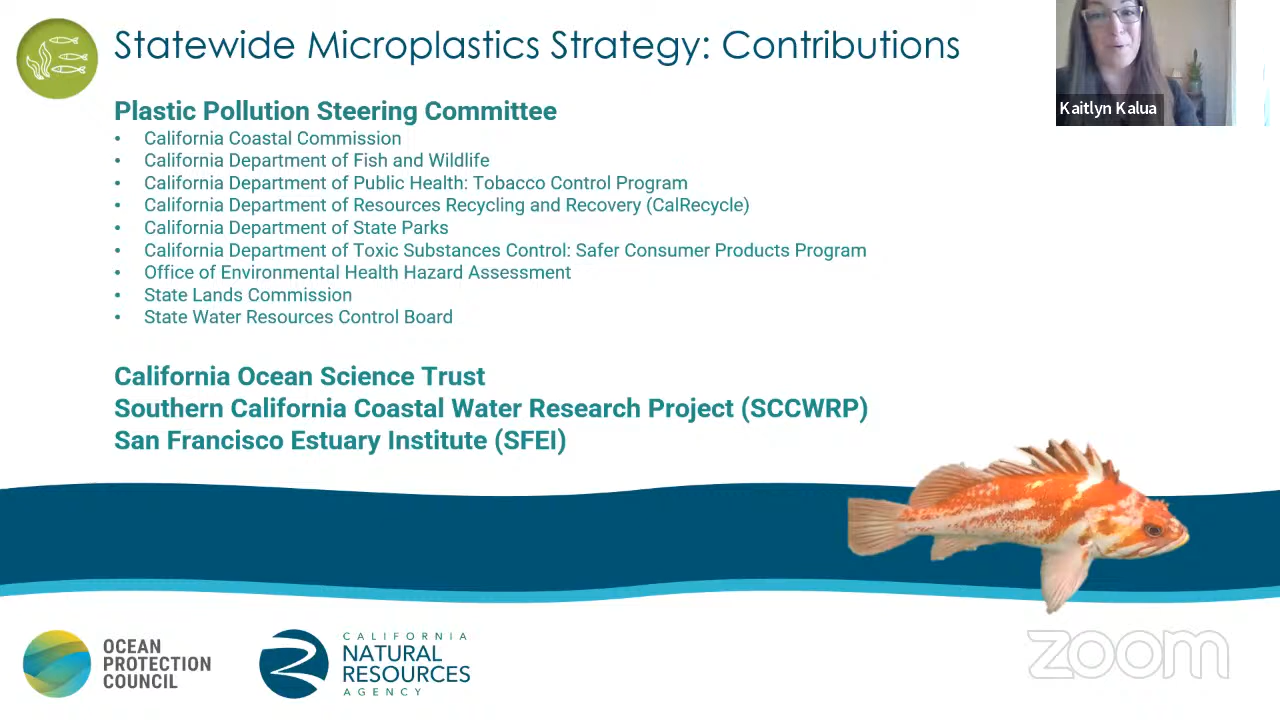 Statewide Microplastics Strategy: Contributions
Kaitlyn Kalua
Plastic Pollution Steering Committee
• California Coastal Commission
• California Department of Fish and Wildlife
• California Department of Public Health: Tobacco Control Program
• California Department of Resources Recycling and Recovery (CalRecycle)
• California Department of State Parks
• California Department of Toxic Substances Control: Safer Consumer Products Program
• Office of Environmental Health Hazard Assessment
• State Lands Commission
• State Water Resources Control Board
California Ocean Science Trust
Southern California Coastal Water Research Project (SCCWRP)
San Francisco Estuary Institute (SFEI)
OCEAN
PROTECTION
COUNCIL
CALIFORNIA
NATURAL
RESOURCES
AGENCY
zoom